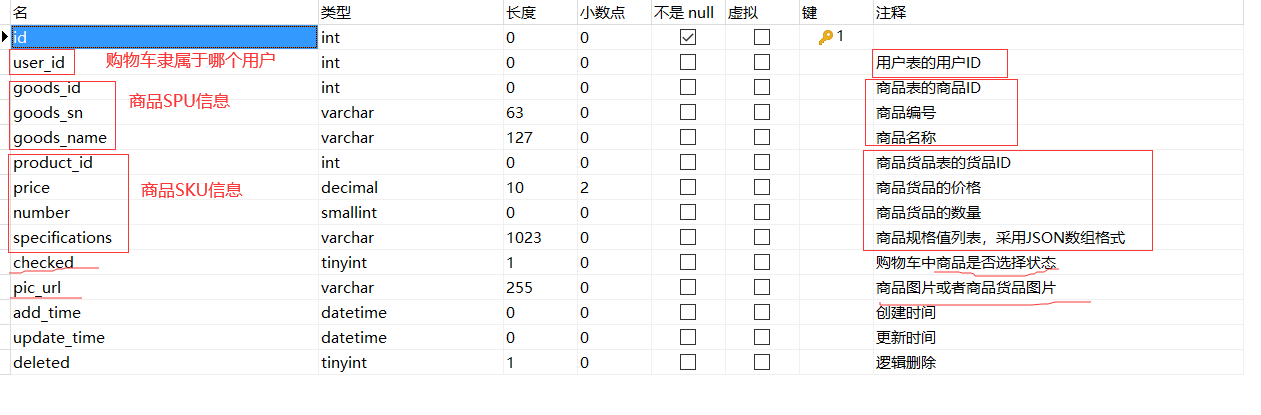 名 类型 长度 小数点 不是 null 虚拟 键 注释
id int 0 0 1
user_id 购物车隶属于哪个用户 int 0 0 用户表的用户ID
goods_id int 0 0 商品表的商品ID
商品SPU信息
goods_sn varchar 63 0 商品编号
goods_name varchar 127 0 商品名称
product_id int 0 0 商品货品表的货品ID
price 商品SKU信息 decimal 10 2 商品货品的价格
number smallint 0 0 商品货品的数量
specifications varchar 1023 0 商品规格值列表，采用JSON数组格式
checked tinyint 1 0 购物车中商品是否选择状态
pic_url varchar 255 0 商品图片或者商品货品图片
add_time datetime 0 0 创建时间
update_time datetime 0 0 更新时间
deleted tinyint 1 0 逻辑删除